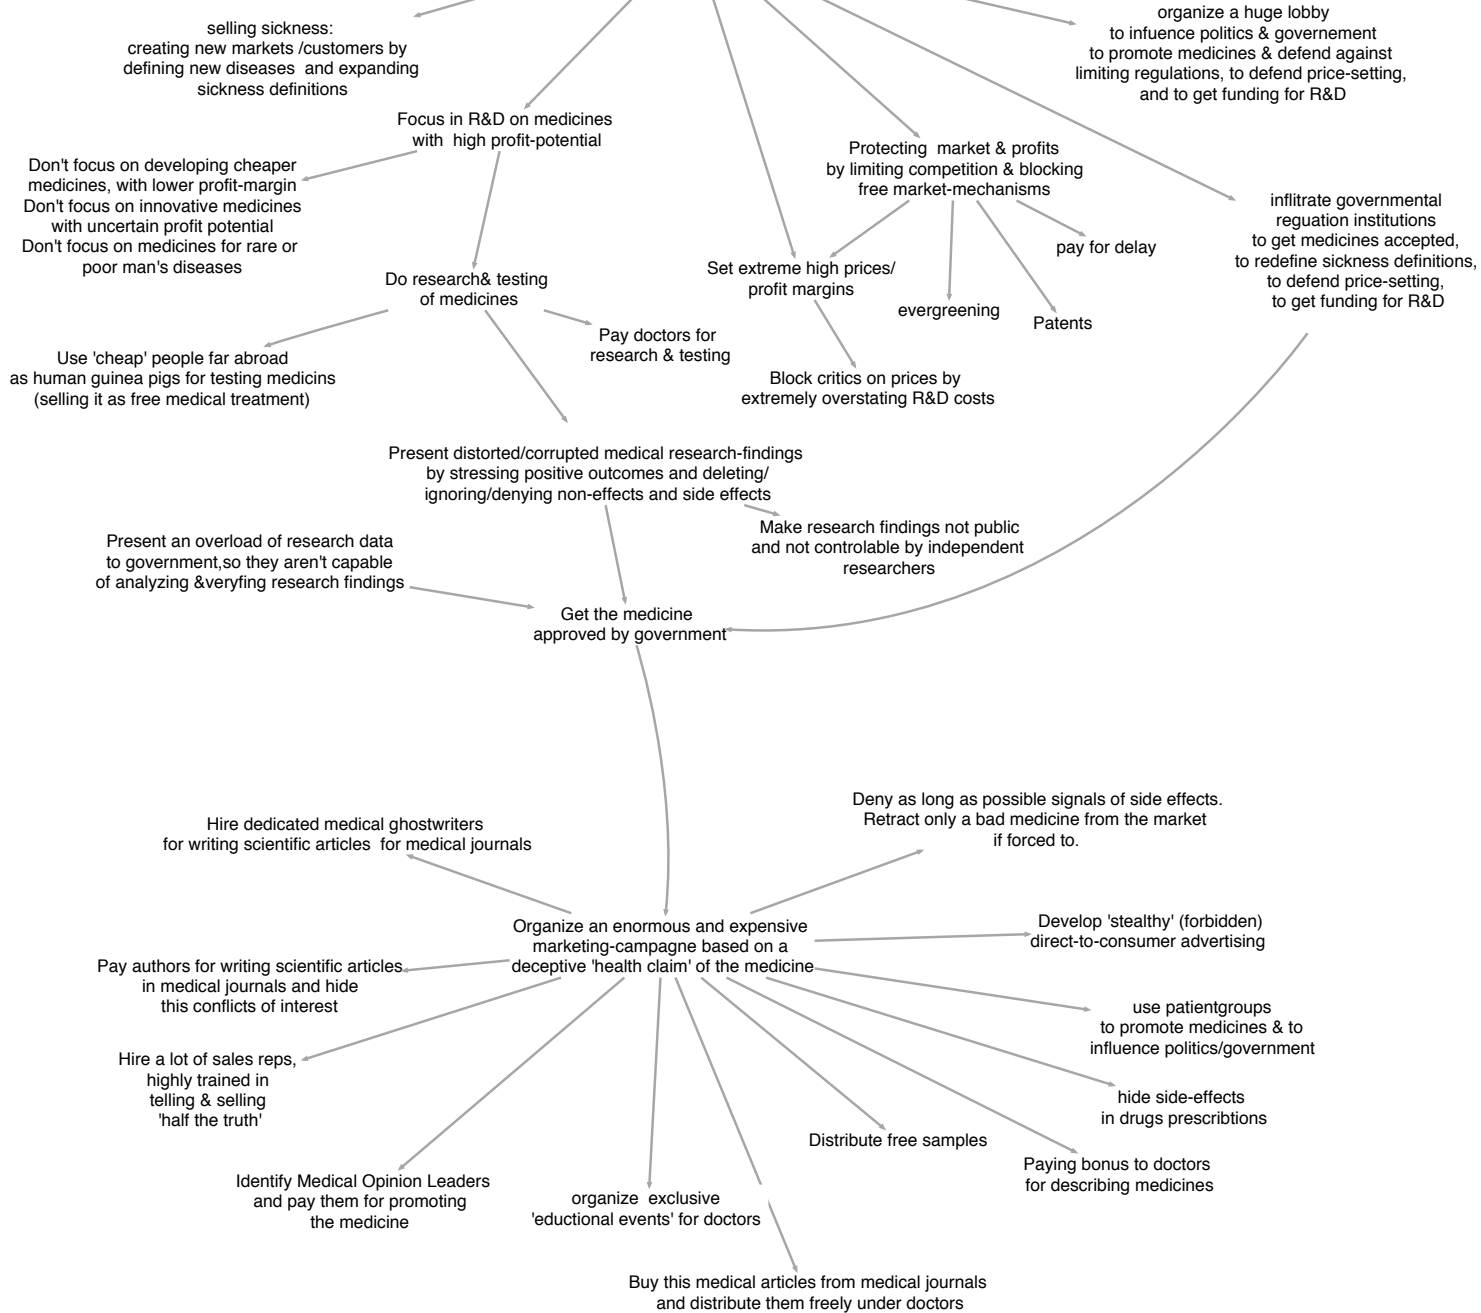 selling sickness:
creating new markets /customers by
defining new diseases and expanding
sickness definitions
organize a huge lobby
to infuence politics & governement
to promote medicines & defend against
limiting regulations, to defend price-setting,
and to get funding for R&D
Focus in R&D on medicines
with high profit-potential
Don't focus on developing cheaper
medicines, with lower profit-margin
Don't focus on innovative medicines
with uncertain profit potential
Don't focus on medicines for rare or
poor man's diseases
Protecting market & profits
by limiting competition & blocking
free market-mechanisms
inflitrate governmental
reguation institutions
to get medicines accepted,
to redefine sickness definitions,
to defend price-setting,
to get funding for R&D
pay for delay
Set extreme high prices/
profit margins
Do research& testing
of medicines
evergreening
Patents
Pay doctors for
research & testing
Use 'cheap' people far abroad
as human guinea pigs for testing medicins
(selling it as free medical treatment)
Block critics on prices by
extremely overstating R&D costs
Present distorted/corrupted medical research-findings
by stressing positive outcomes and deleting/
ignoring/denying non-effects and side effects
Make research findings not public
and not controlable by independent
researchers
Present an overload of research data
to government,so they aren't capable
of analyzing &veryfing research findings
Get the medicine
approved by government
Deny as long as possible signals of side effects.
Retract only a bad medicine from the market
if forced to.
Hire dedicated medical ghostwriters
for writing scientific articles for medical journals
Organize an enormous and expensive
marketing-campagne based on a
deceptive 'health claim' of the medicine
Develop 'stealthy' (forbidden)
direct-to-consumer advertising
Pay authors for writing scientific articles
in medical journals and hide
this conflicts of interest
use patientgroups
to promote medicines & to
influence politics/government
Hire a lot of sales reps,
highly trained in
telling & selling
'half the truth'
hide side-effects
in drugs prescribtions
Distribute free samples
Paying bonus to doctors
for describing medicines
Identify Medical Opinion Leaders
and pay them for promoting
the medicine
organize exclusive
'eductional events' for doctors
Buy this medical articles from medical journals
and distribute them freely under doctors